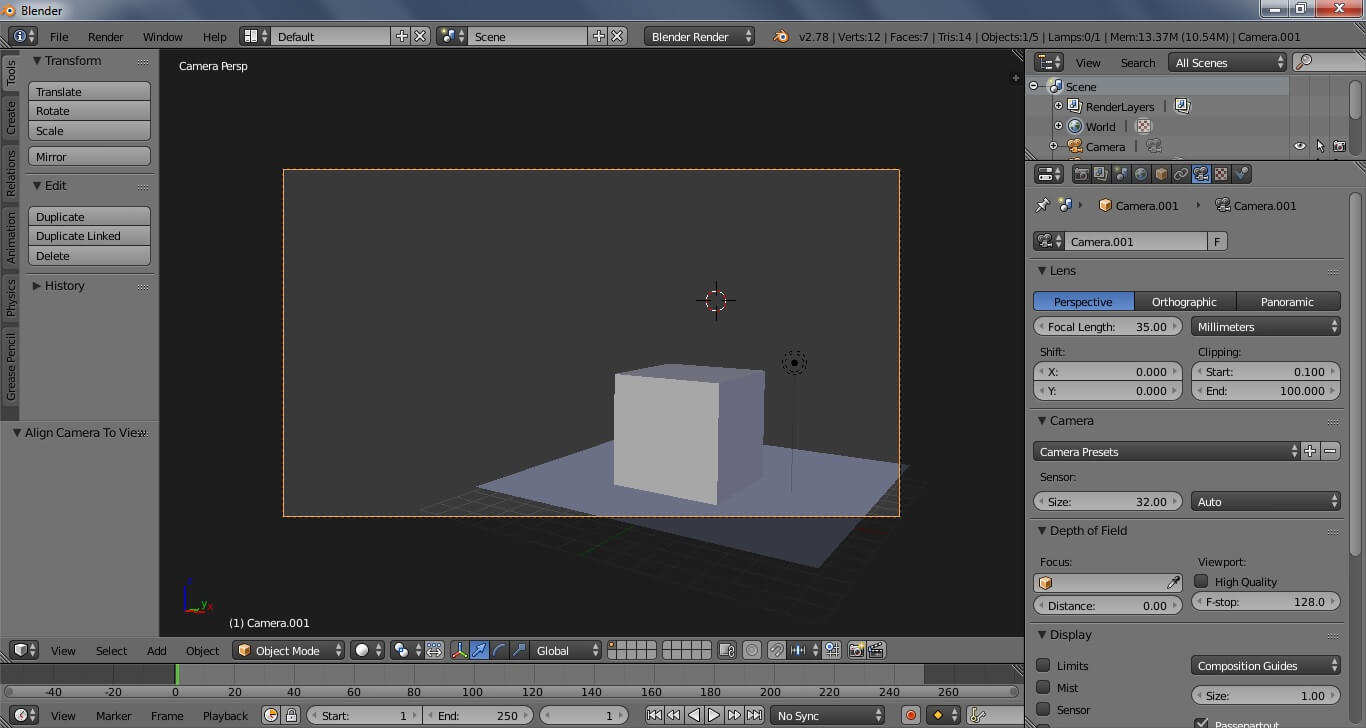 Blender
File Render Window Help Default Scene Blender Render v2.78 | Verts:12 | Faces:7 | Tris:14 | Objects:1/5 | Lamps:0/1 | Mem:13.37M (10.54M) | Camera.001
Tools
Create
Relations
Animation
Physics
Grease Pencil
Transform
Translate
Rotate
Scale
Mirror
Edit
Duplicate
Duplicate Linked
Delete
History
Align Camera To View
Camera Persp
(1) Camera.001
View Select Add Object Object Mode Global
-40 -20 0 20 40 60 80 100 120 140 160 180 200 220 240 260
View Marker Frame Playback Start: 1 End: 250 1 No Sync
View Search All Scenes
Scene
RenderLayers |
World |
Camera |
Camera.001 Camera.001
Camera.001 F
Lens
Perspective Orthographic Panoramic
Focal Length: 35.00 Millimeters
Shift: Clipping:
X: 0.000 Start: 0.100
Y: 0.000 End: 100.000
Camera
Camera Presets
Sensor:
Size: 32.00 Auto
Depth of Field
Focus: Viewport:
High Quality
Distance: 0.00 F-stop: 128.0
Display
Limits Composition Guides
Mist Size: 1.00
Sensor Passepartout